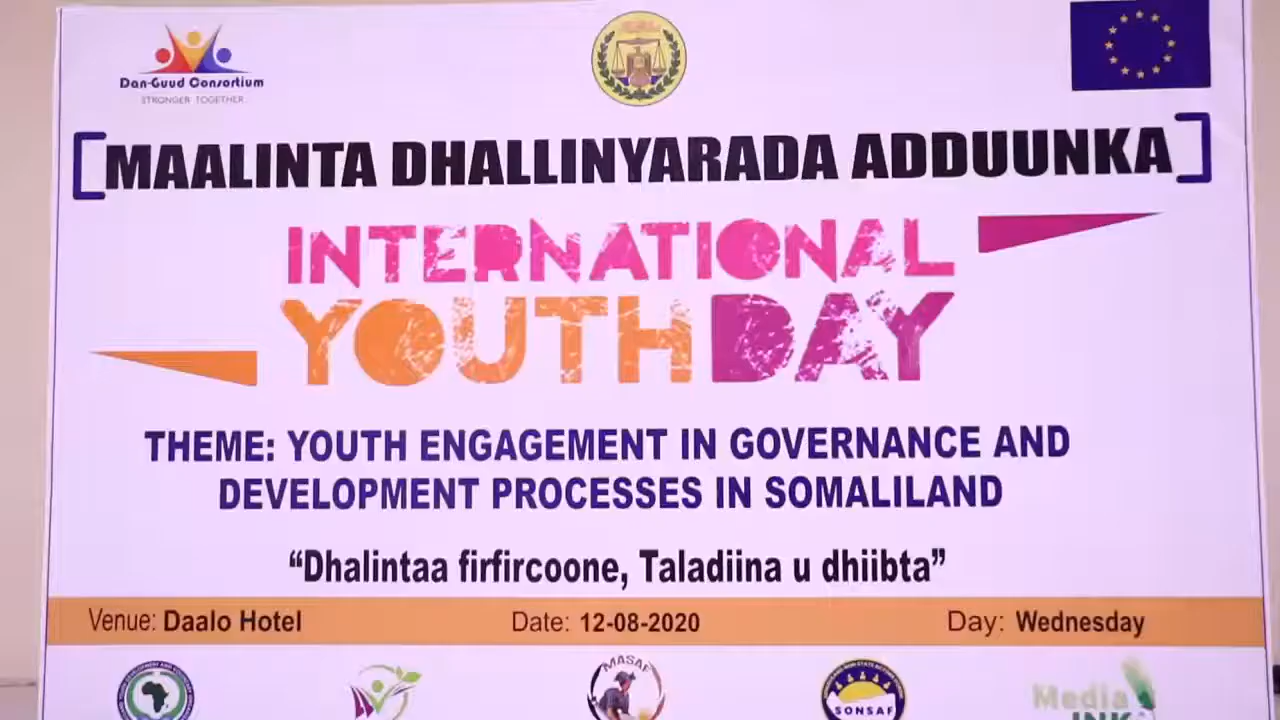 Dan-Guud Consortium
STRONGER TOGETHER
MAALINTA DHALLINYARADA ADDUUNKA
INTERNATIONAL
YOUTH DAY
THEME: YOUTH ENGAGEMENT IN GOVERNANCE AND
DEVELOPMENT PROCESSES IN SOMALILAND
“Dhalintaa firfircoone, Taladiina u dhiibta”
Venue: Daalo Hotel Date: 12-08-2020 Day: Wednesday
MASAF
SONSAF
Media
INK